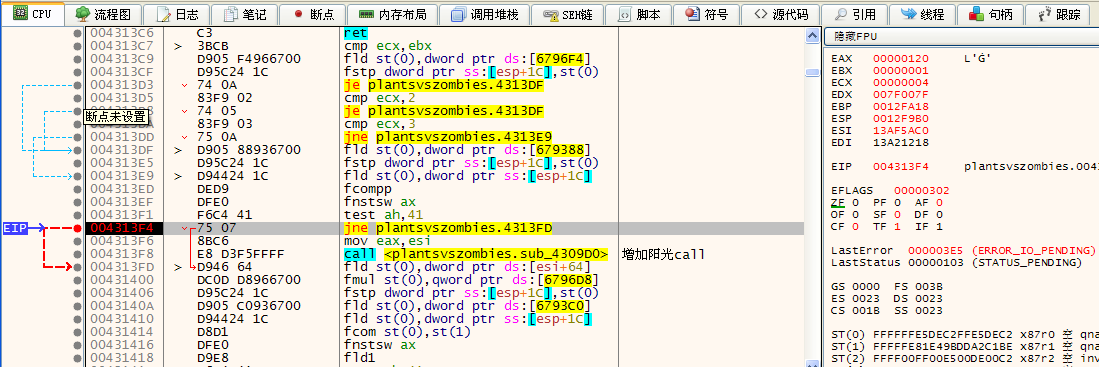 CPU 流程图 日志 笔记 断点 内存布局 调用堆栈 SEH链 脚本 符号 源代码 引用 线程 句柄 跟踪
004313C6 C3 ret
004313C7 > 3BCB cmp ecx,ebx
004313C9 D905 F4966700 fld st(0),dword ptr ds:[6796F4]
004313CF D95C24 1C fstp dword ptr ss:[esp+1C],st(0)
004313D3 74 0A je plantsvszombies.4313DF
004313D5 83F9 02 cmp ecx,2
断点未设置 74 05 je plantsvszombies.4313DF
83F9 03 cmp ecx,3
004313DD 75 0A jne plantsvszombies.4313E9
004313DF > D905 88936700 fld st(0),dword ptr ds:[679388]
004313E5 D95C24 1C fstp dword ptr ss:[esp+1C],st(0)
004313E9 > D94424 1C fld st(0),dword ptr ss:[esp+1C]
004313ED DED9 fcompp
004313EF DFE0 fnstsw ax
004313F1 F6C4 41 test ah,41
EIP 004313F4 75 07 jne plantsvszombies.4313FD
004313F6 8BC6 mov eax,esi
004313F8 E8 D3F5FFFF call <plantsvszombies.sub_4309D0> 增加阳光call
004313FD > D946 64 fld st(0),dword ptr ds:[esi+64]
00431400 DC0D D8966700 fmul st(0),qword ptr ds:[6796D8]
00431406 D95C24 1C fstp dword ptr ss:[esp+1C],st(0)
0043140A D905 C0936700 fld st(0),dword ptr ds:[6793C0]
00431410 D94424 1C fld st(0),dword ptr ss:[esp+1C]
00431414 D8D1 fcom st(0),st(1)
00431416 DFE0 fnstsw ax
00431418 D9E8 fld1
隐藏FPU
EAX 00000120 L'Ġ'
EBX 00000001
ECX 00000004
EDX 007F007F
EBP 0012FA18
ESP 0012F9B0
ESI 13AF5AC0
EDI 13A21218
EIP 004313F4 plantsvszombies.0043
EFLAGS 00000302
ZF 0 PF 0 AF 0
OF 0 SF 0 DF 0
CF 0 TF 1 IF 1
LastError 000003E5 (ERROR_IO_PENDING)
LastStatus 00000103 (STATUS_PENDING)
GS 0000 FS 003B
ES 0023 DS 0023
CS 001B SS 0023
ST(0) FFFFFFE5DEC2FFE5DEC2 x87r0 空 qna
ST(1) FFFFFFE81E49BDDA2C1BE x87r1 空 qna
ST(2) FFFF00FF00E500DE00C2 x87r2 空 inv